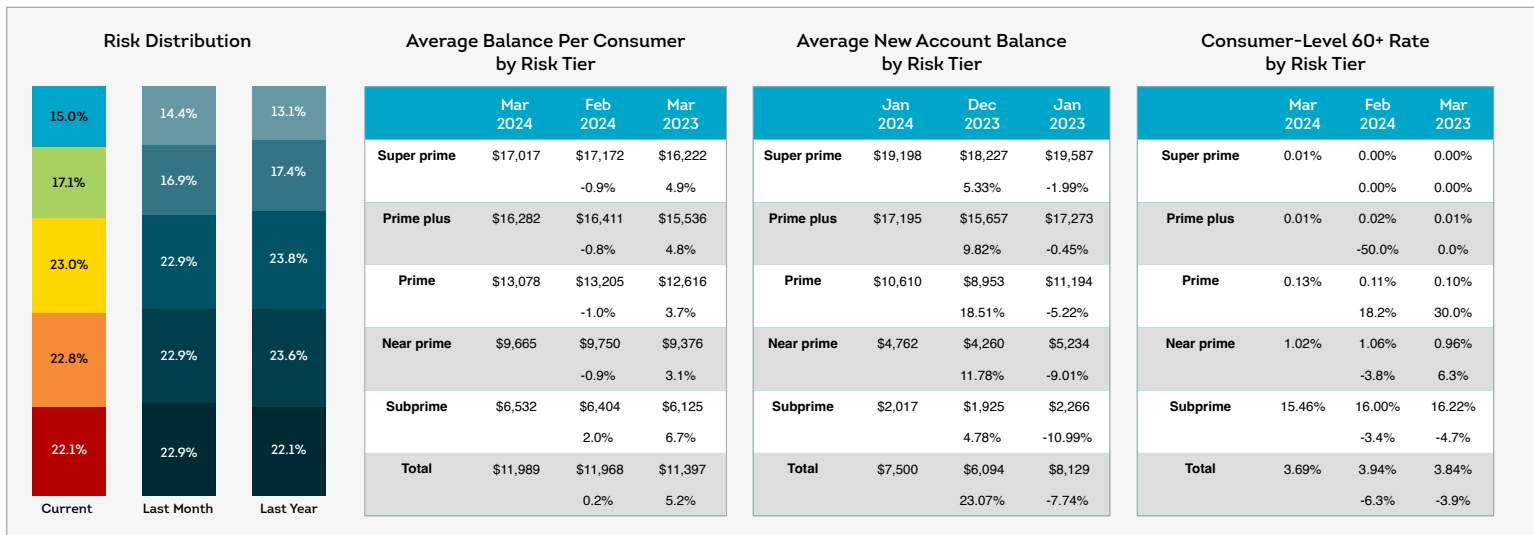 Risk Distribution
15.0%
17.1%
23.0%
22.8%
22.1%
Current
14.4%
16.9%
22.9%
22.9%
22.9%
Last Month
13.1%
17.4%
23.8%
23.6%
22.1%
Last Year
Average Balance Per Consumer
by Risk Tier
Mar Feb Mar
2024 2024 2023
Super prime $17,017 $17,172 $16,222
-0.9% 4.9%
Prime plus $16,282 $16,411 $15,536
-0.8% 4.8%
Prime $13,078 $13,205 $12,616
-1.0% 3.7%
Near prime $9,665 $9,750 $9,376
-0.9% 3.1%
Subprime $6,532 $6,404 $6,125
2.0% 6.7%
Total $11,989 $11,968 $11,397
0.2% 5.2%
Average New Account Balance
by Risk Tier
Jan Dec Jan
2024 2023 2023
Super prime $19,198 $18,227 $19,587
5.33% -1.99%
Prime plus $17,195 $15,657 $17,273
9.82% -0.45%
Prime $10,610 $8,953 $11,194
18.51% -5.22%
Near prime $4,762 $4,260 $5,234
11.78% -9.01%
Subprime $2,017 $1,925 $2,266
4.78% -10.99%
Total $7,500 $6,094 $8,129
23.07% -7.74%
Consumer-Level 60+ Rate
by Risk Tier
Mar Feb Mar
2024 2024 2023
Super prime 0.01% 0.00% 0.00%
0.00% 0.00%
Prime plus 0.01% 0.02% 0.01%
-50.0% 0.0%
Prime 0.13% 0.11% 0.10%
18.2% 30.0%
Near prime 1.02% 1.06% 0.96%
-3.8% 6.3%
Subprime 15.46% 16.00% 16.22%
-3.4% -4.7%
Total 3.69% 3.94% 3.84%
-6.3% -3.9%